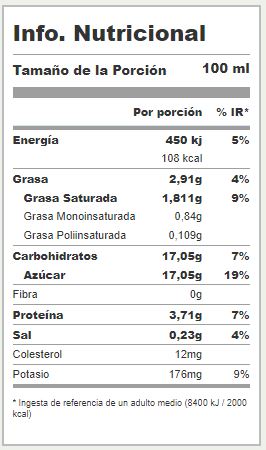 Info. Nutricional
Tamaño de la Porción 100 ml
Por porción % IR*
Energía 450 kj 5%
108 kcal
Grasa 2,91g 4%
Grasa Saturada 1,811g 9%
Grasa Monoinsaturada 0,84g
Grasa Poliinsaturada 0,109g
Carbohidratos 17,05g 7%
Azúcar 17,05g 19%
Fibra 0g
Proteína 3,71g 7%
Sal 0,23g 4%
Colesterol 12mg
Potasio 176mg 9%
* Ingesta de referencia de un adulto medio (8400 kJ / 2000
kcal)